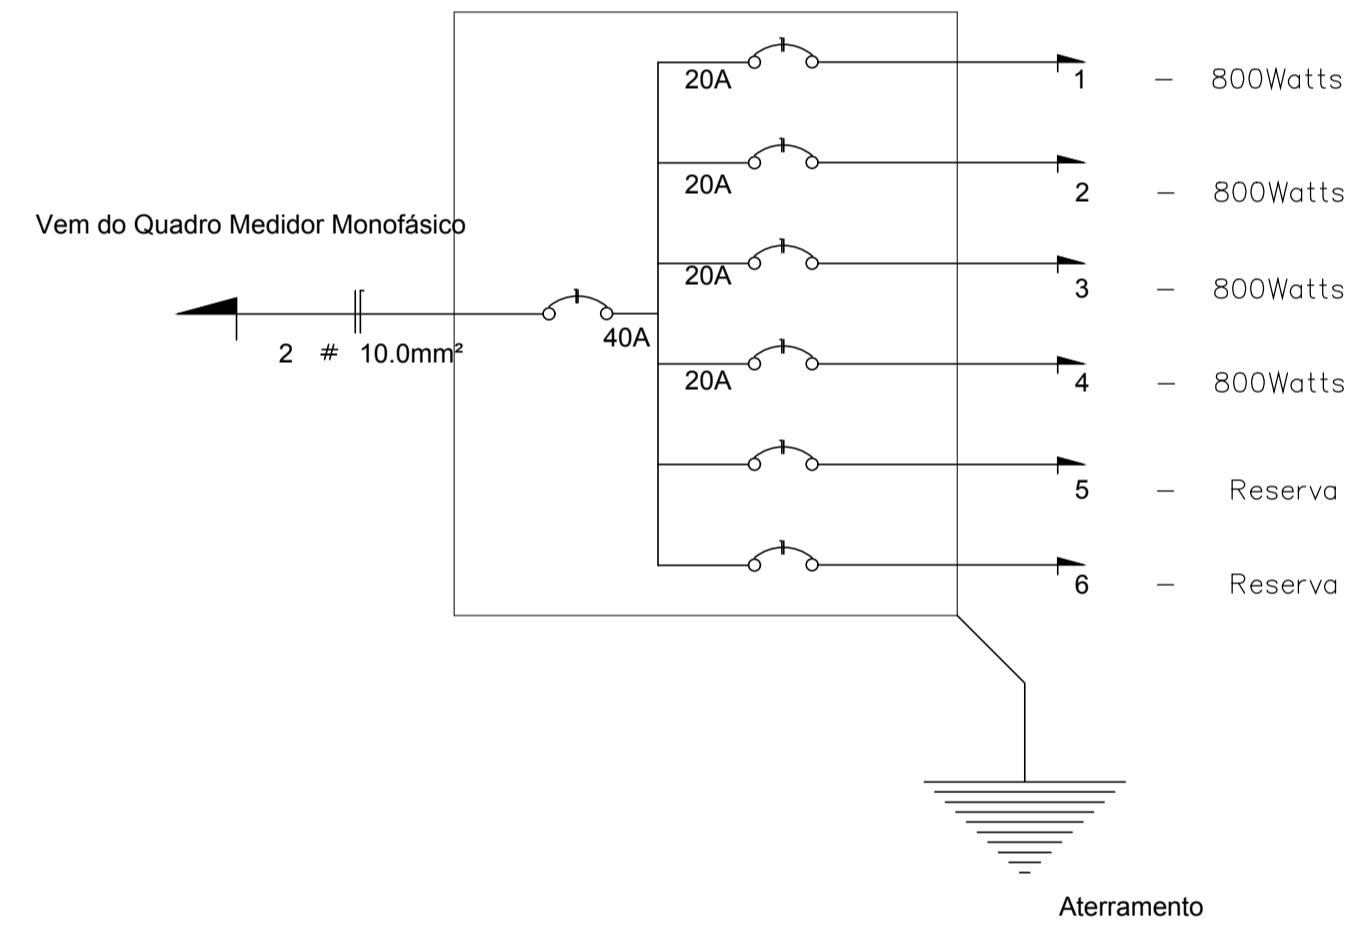 20A
1 - 800Watts
20A
2 - 800Watts
Vem do Quadro Medidor Monofásico
20A
3 - 800Watts
40A
2 # 10.0mm²
20A
4 - 800Watts
5 - Reserva
6 - Reserva
Aterramento